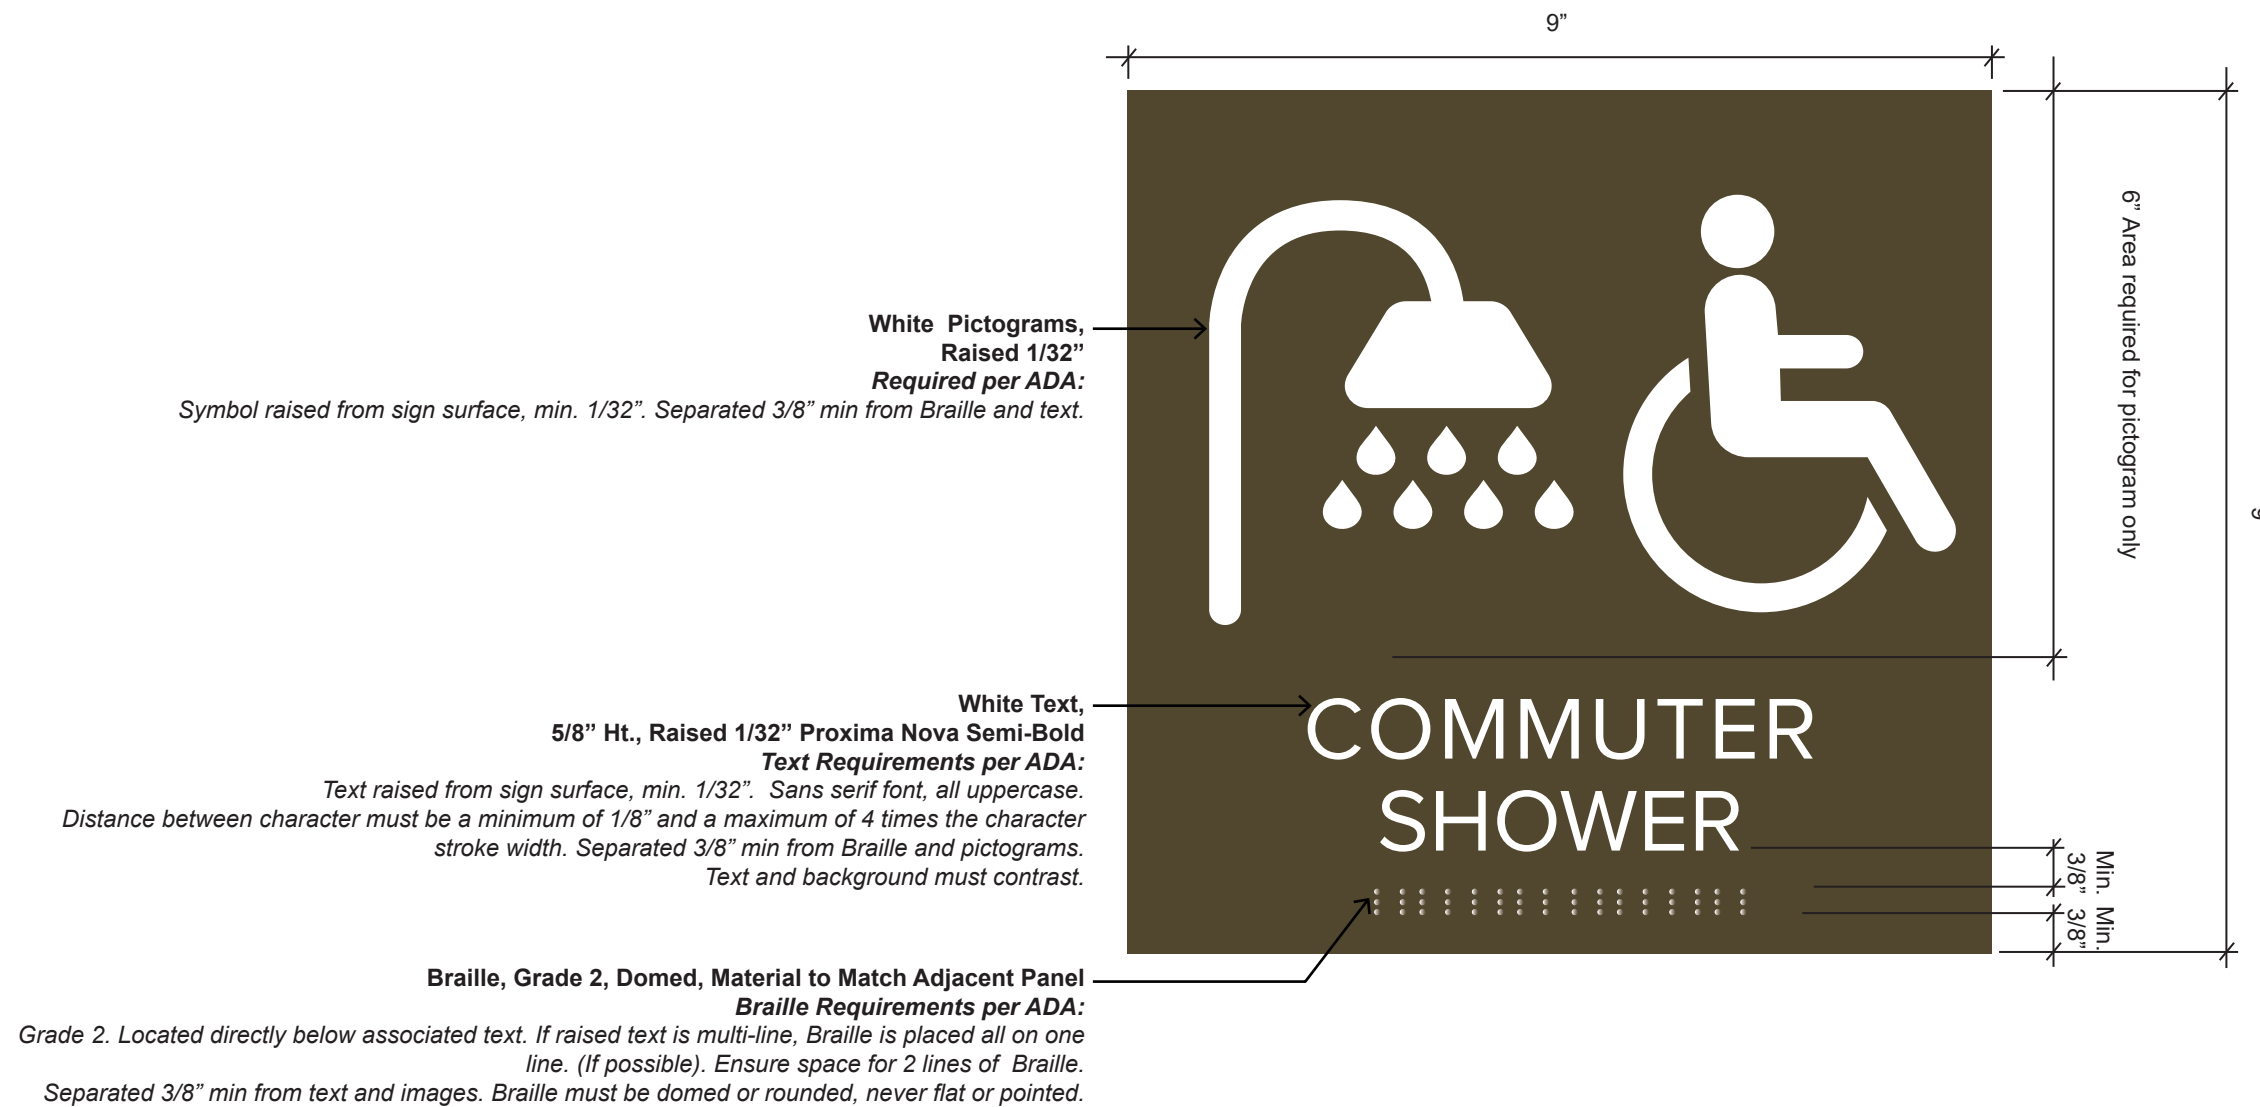 9”
6” Area required for pictogram only
White Pictograms,
Raised 1/32”
Required per ADA:
Symbol raised from sign surface, min. 1/32”. Separated 3/8” min from Braille and text.
White Text,
5/8” Ht., Raised 1/32” Proxima Nova Semi-Bold
Text Requirements per ADA:
Text raised from sign surface, min. 1/32”. Sans serif font, all uppercase.
Distance between character must be a minimum of 1/8” and a maximum of 4 times the character
stroke width. Separated 3/8” min from Braille and pictograms.
Text and background must contrast.
COMMUTER
SHOWER
Min.
3/8”
Min.
3/8”
Braille, Grade 2, Domed, Material to Match Adjacent Panel
Braille Requirements per ADA:
Grade 2. Located directly below associated text. If raised text is multi-line, Braille is placed all on one
line. (If possible). Ensure space for 2 lines of Braille.
Separated 3/8” min from text and images. Braille must be domed or rounded, never flat or pointed.